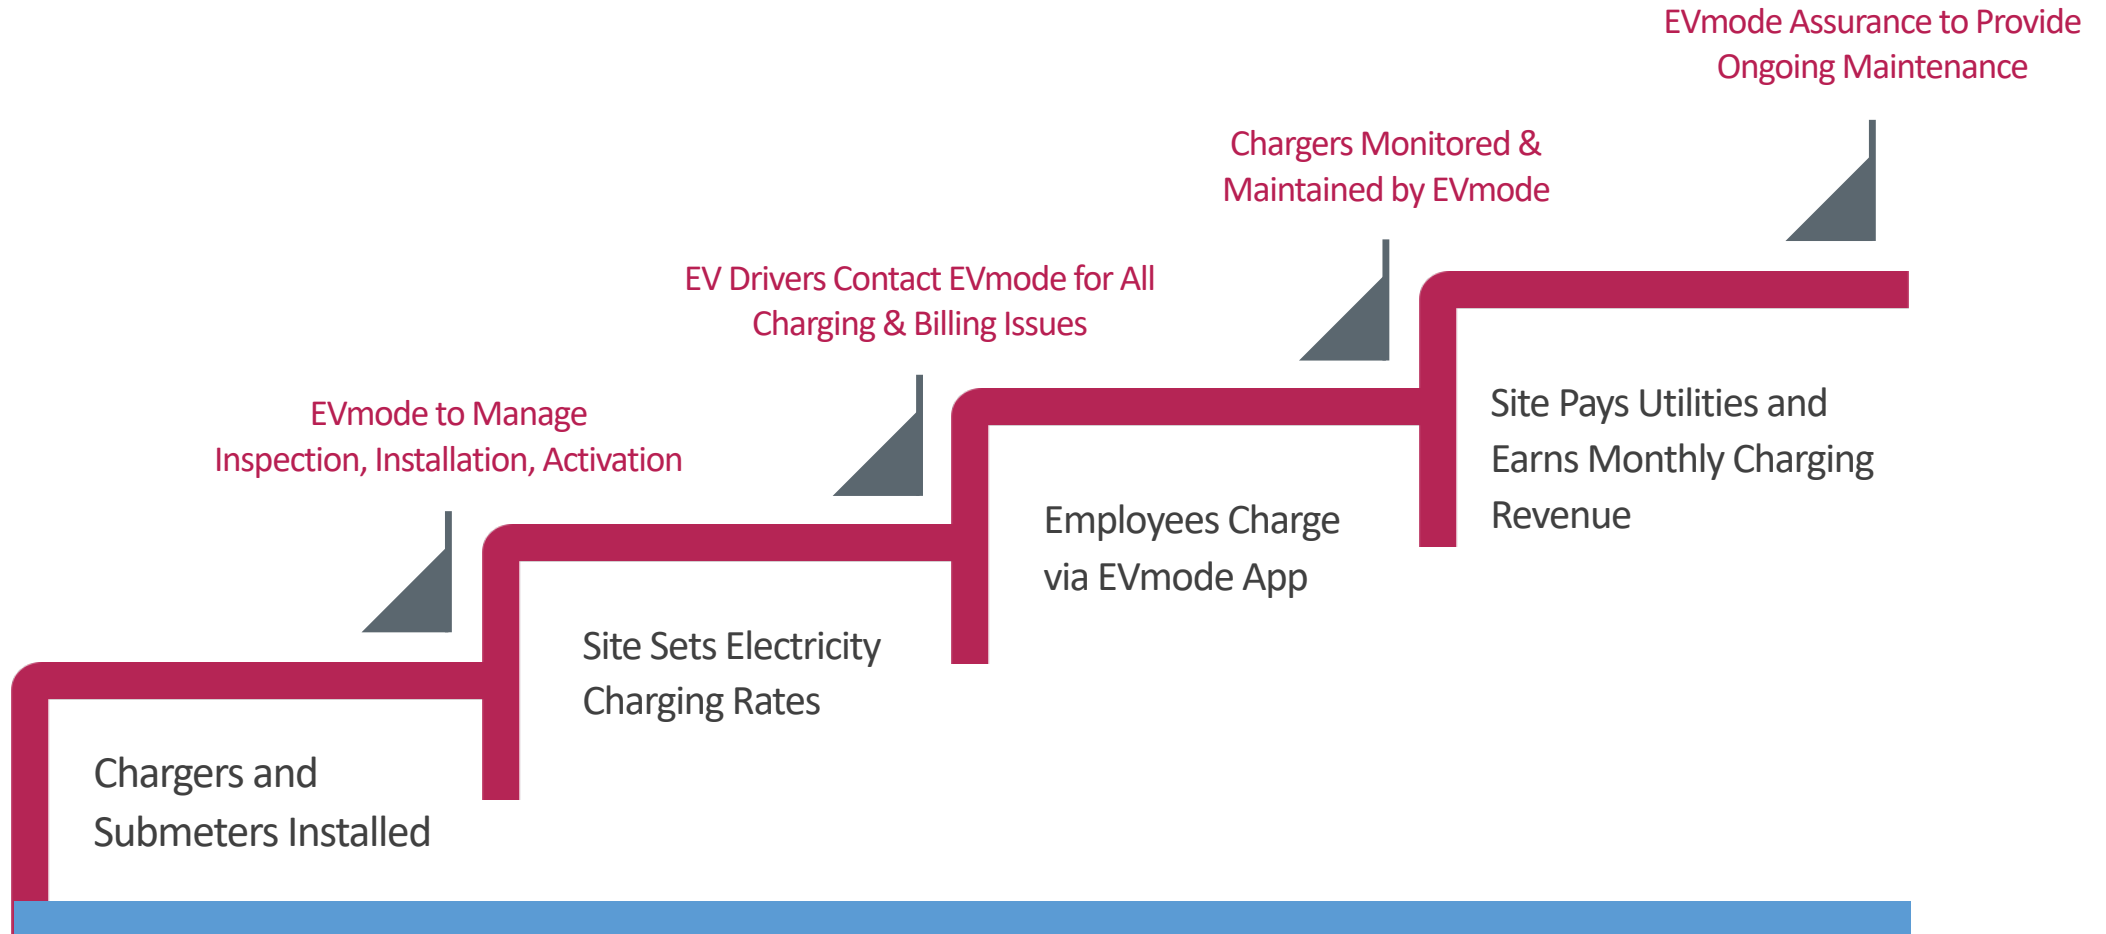 EVmode Assurance to Provide
Ongoing Maintenance
Chargers Monitored &
Maintained by EVmode
EV Drivers Contact EVmode for All
Charging & Billing Issues
EVmode to Manage
Inspection, Installation, Activation
Site Pays Utilities and
Earns Monthly Charging
Revenue
Employees Charge
via EVmode App
Site Sets Electricity
Charging Rates
Chargers and
Submeters Installed